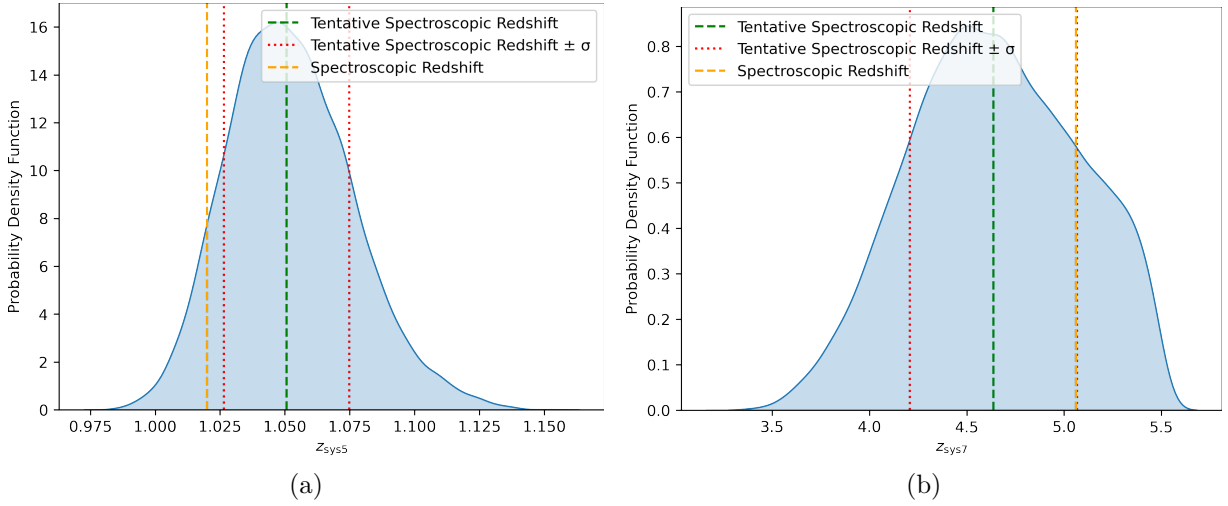 Tentative Spectroscopic Redshift
Tentative Spectroscopic Redshift ± σ
Spectroscopic Redshift
Probability Density Function
16
14
12
10
8
6
4
2
0
0.975 1.000 1.025 1.050 1.075 1.100 1.125 1.150
z_sys5
(a)
Tentative Spectroscopic Redshift
Tentative Spectroscopic Redshift ± σ
Spectroscopic Redshift
Probability Density Function
0.8
0.7
0.6
0.5
0.4
0.3
0.2
0.1
0.0
3.5 4.0 4.5 5.0 5.5
z_sys7
(b)